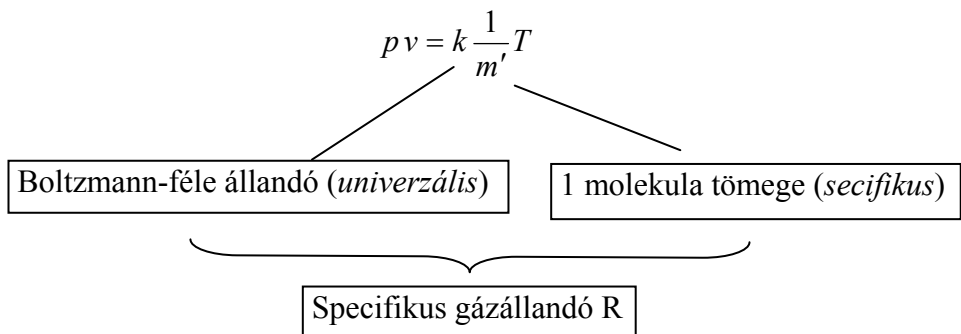 p v = k 1/m′ T
Boltzmann-féle állandó (univerzális)
1 molekula tömege (secifikus)
Specifikus gázállandó R